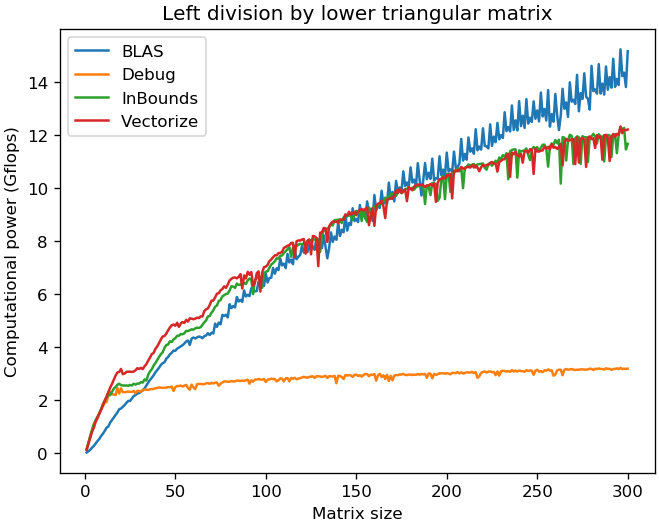 Left division by lower triangular matrix
BLAS
Debug
InBounds
Vectorize
Computational power (Gflops)
14
12
10
8
6
4
2
0
0 50 100 150 200 250 300
Matrix size